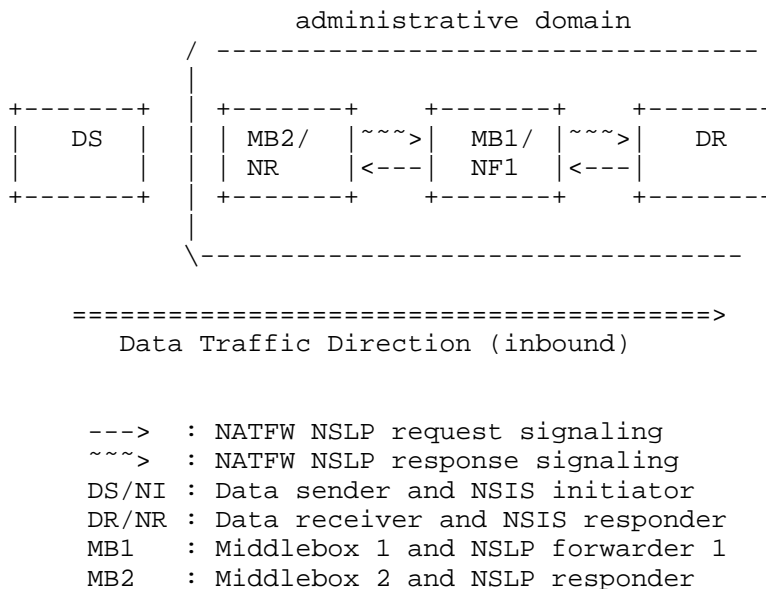 administrative domain
DS MB2/ ~~~> MB1/ ~~~> DR
NR <--- NF1 <---
========================================>
Data Traffic Direction (inbound)
---> : NATFW NSLP request signaling
~~~> : NATFW NSLP response signaling
DS/NI : Data sender and NSIS initiator
DR/NR : Data receiver and NSIS responder
MB1 : Middlebox 1 and NSLP forwarder 1
MB2 : Middlebox 2 and NSLP responder